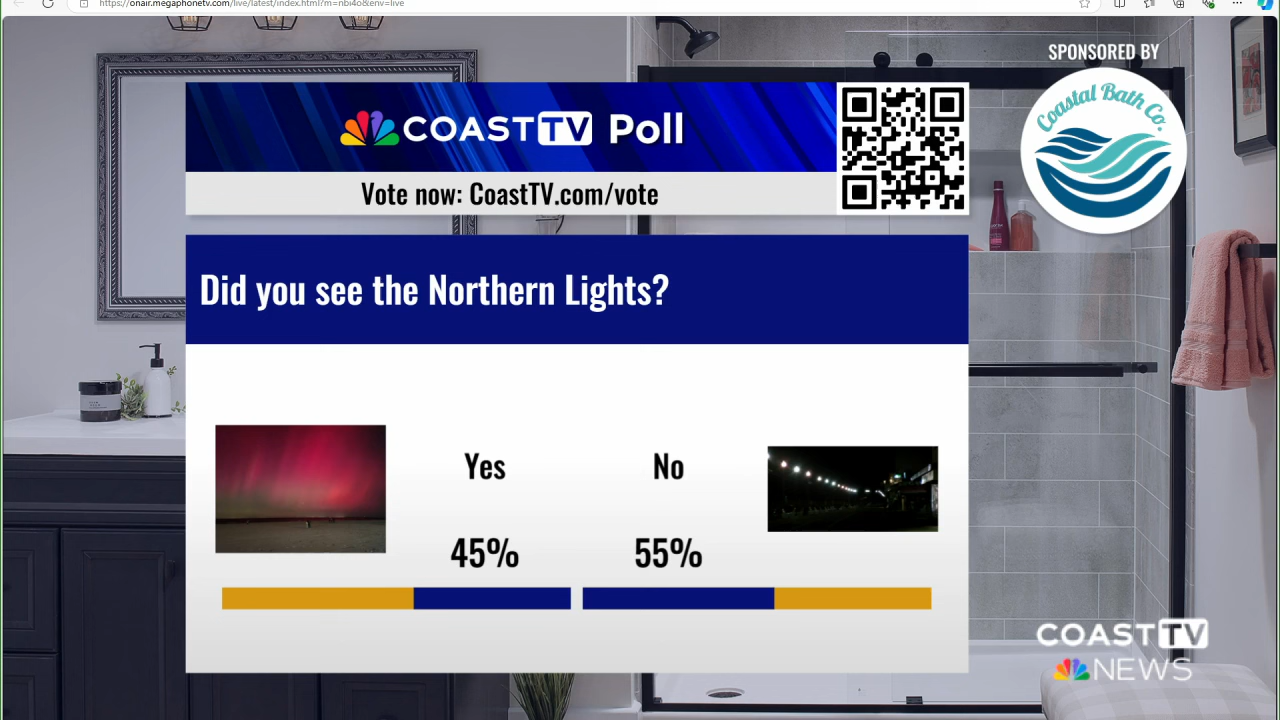 https://onair.megaphonetv.com/live/latest/index.html?m=nbi4o&env=live
SPONSORED BY
Coastal Bath Co.
COAST TV Poll
Vote now: CoastTV.com/vote
Did you see the Northern Lights?
Yes
No
45%
55%
COAST TV
NEWS